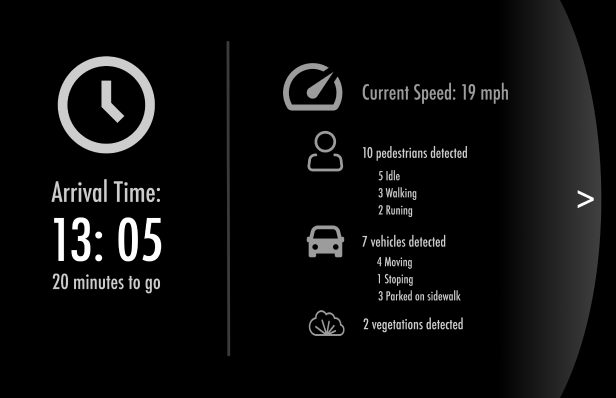 Arrival Time:
13: 05
20 minutes to go
Current Speed: 19 mph
10 pedestrians detected
5 Idle
3 Walking
2 Runing
7 vehicles detected
4 Moving
1 Stoping
3 Parked on sidewalk
2 vegetations detected
>